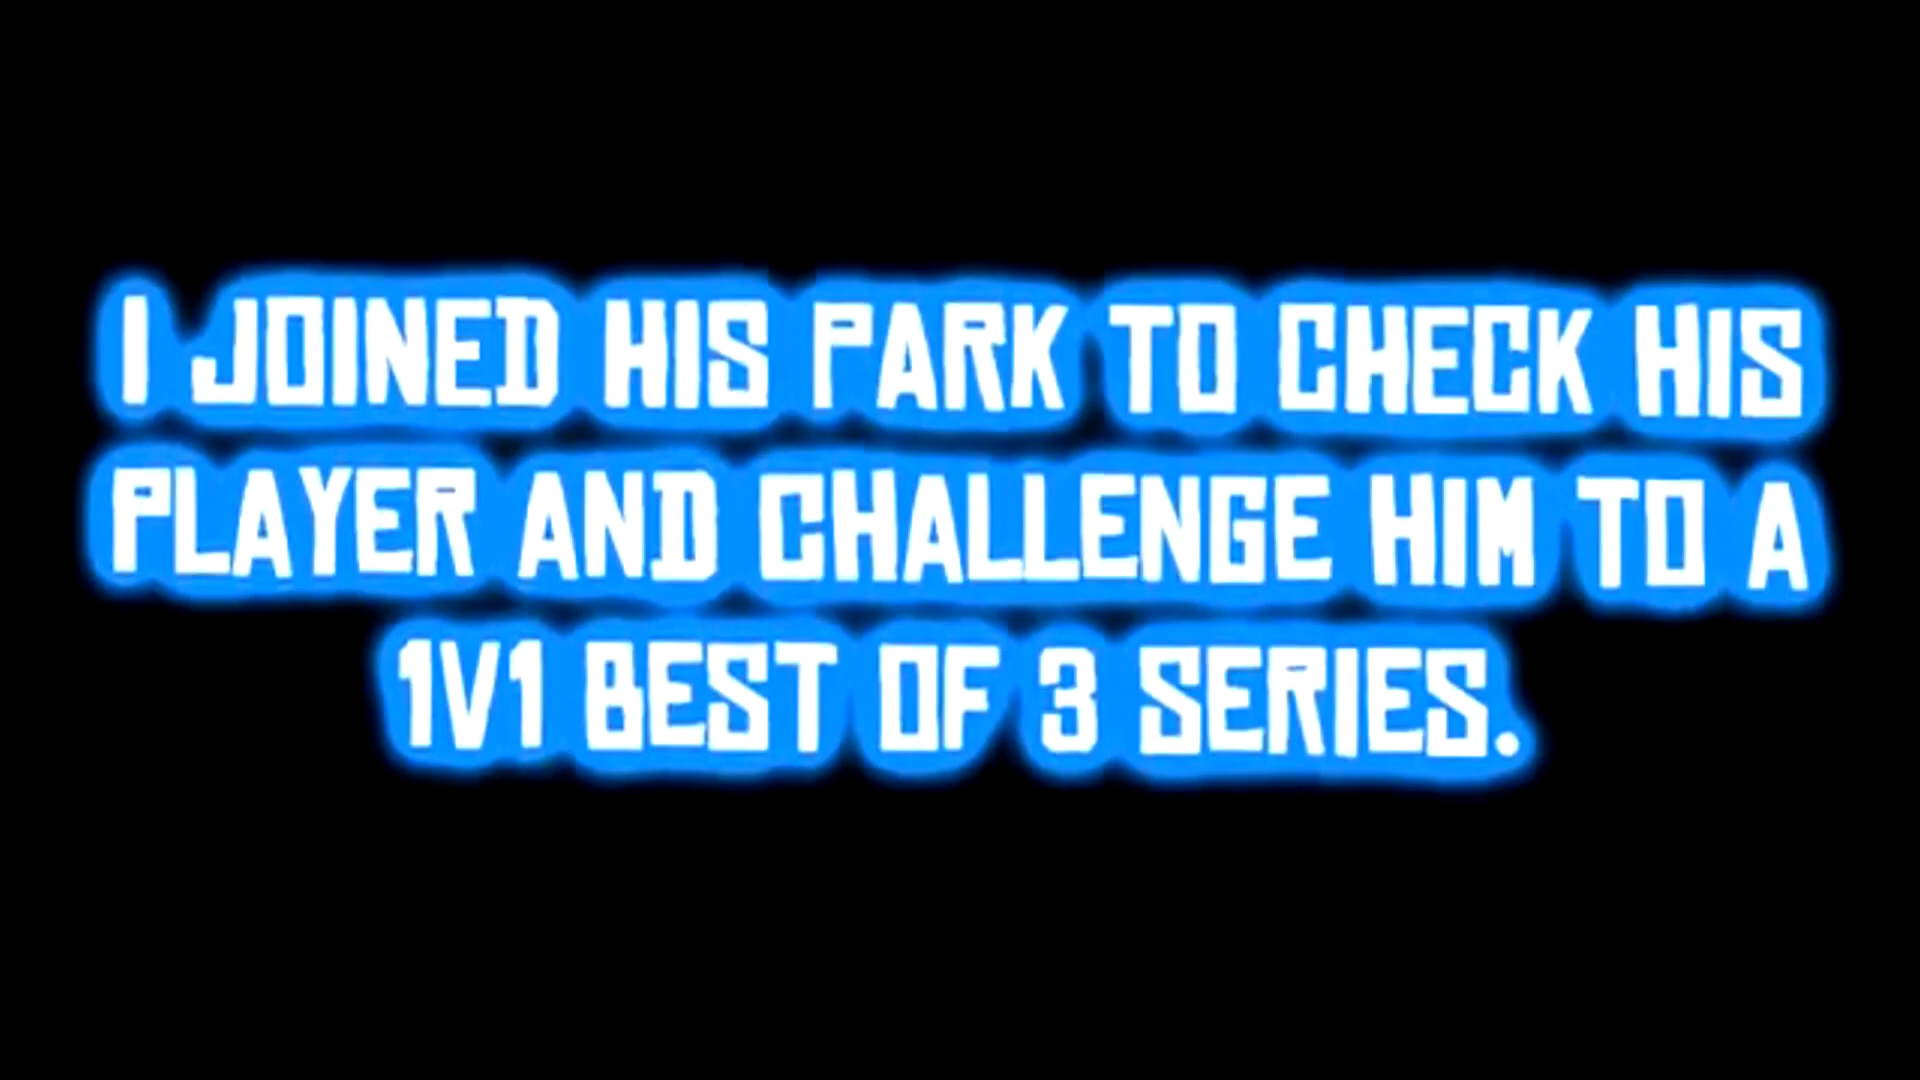 I JOINED HIS PARK TO CHECK HIS
PLAYER AND CHALLENGE HIM TO A
1V1 BEST OF 3 SERIES.